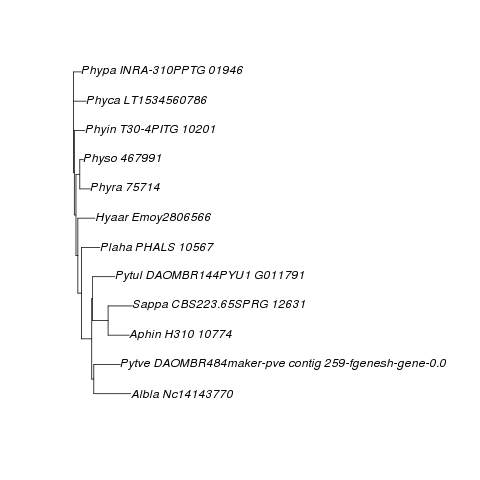 Phypa INRA-310PPTG 01946
Phyca LT1534560786
Phyin T30-4PITG 10201
Physo 467991
Phyra 75714
Hyaar Emoy2806566
Plaha PHALS 10567
Pytul DAOMBR144PYU1 G011791
Sappa CBS223.65SPRG 12631
Aphin H310 10774
Pytve DAOMBR484maker-pve contig 259-fgenesh-gene-0.0
Albla Nc14143770